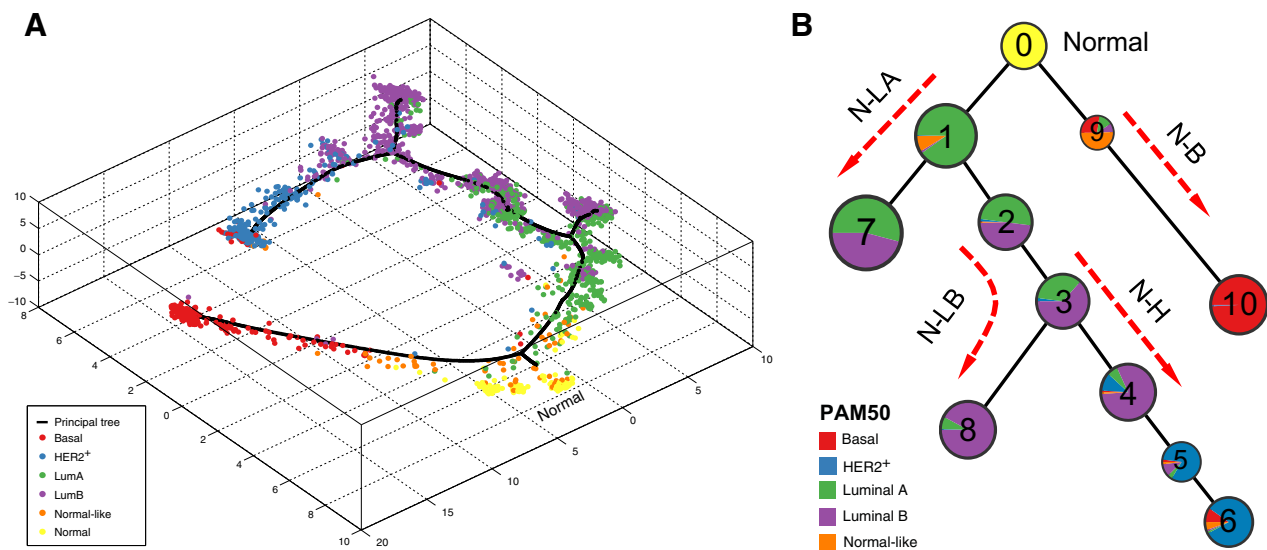 A
10
5
0
−5
−10
8
6
4
2
0
2
4
6
8
10
20
15
10
5
0
5
10
Normal
Principal tree
Basal
HER2+
LumA
LumB
Normal-like
Normal
B
0 Normal
N-LA
1
9
N-B
7
2
N-LB
3
N-H
10
8
4
5
6
PAM50
Basal
HER2+
Luminal A
Luminal B
Normal-like